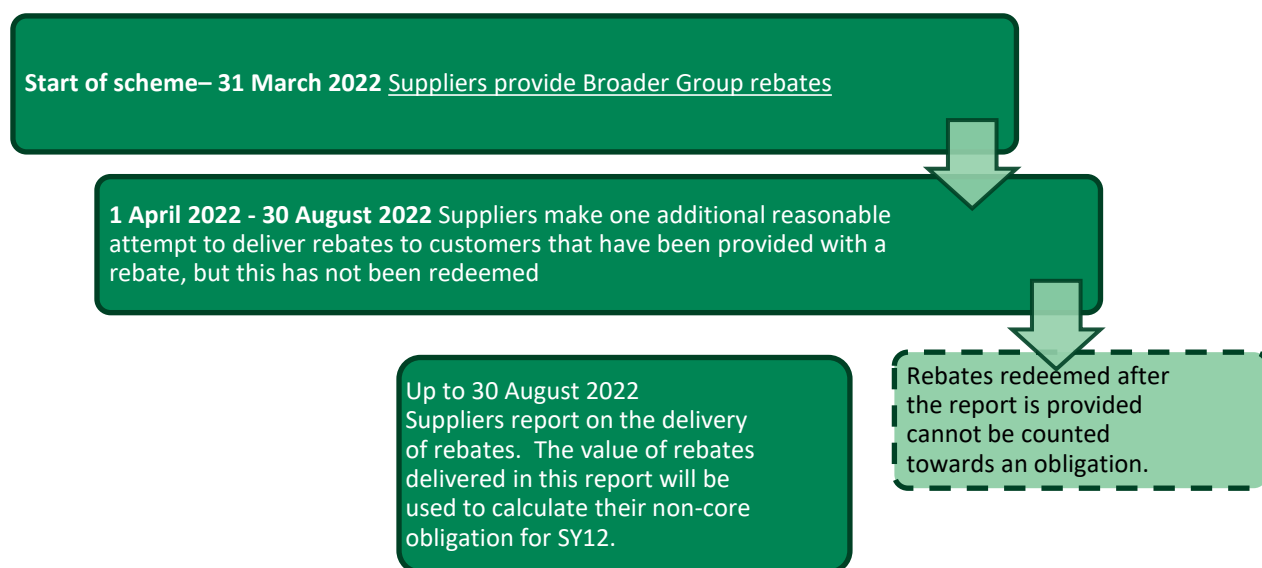 Start of scheme– 31 March 2022 Suppliers provide Broader Group rebates
1 April 2022 - 30 August 2022 Suppliers make one additional reasonable
attempt to deliver rebates to customers that have been provided with a
rebate, but this has not been redeemed
Up to 30 August 2022
Suppliers report on the delivery
of rebates.  The value of rebates
delivered in this report will be
used to calculate their non-core
obligation for SY12.
Rebates redeemed after
the report is provided
cannot be counted
towards an obligation.